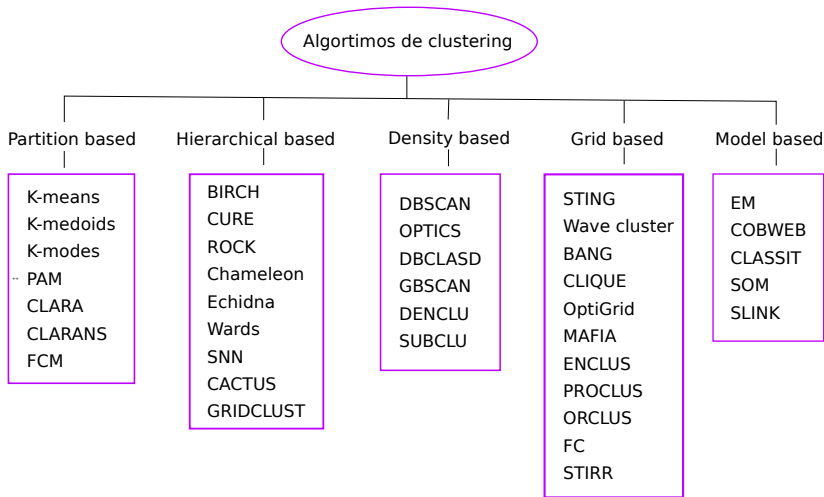 Algortimos de clustering
Partition based
Hierarchical based
Density based
Grid based
Model based
K-means
K-medoids
K-modes
PAM
CLARA
CLARANS
FCM
BIRCH
CURE
ROCK
Chameleon
Echidna
Wards
SNN
CACTUS
GRIDCLUST
DBSCAN
OPTICS
DBCLASD
GBSCAN
DENCLU
SUBCLU
STING
Wave cluster
BANG
CLIQUE
OptiGrid
MAFIA
ENCLUS
PROCLUS
ORCLUS
FC
STIRR
EM
COBWEB
CLASSIT
SOM
SLINK